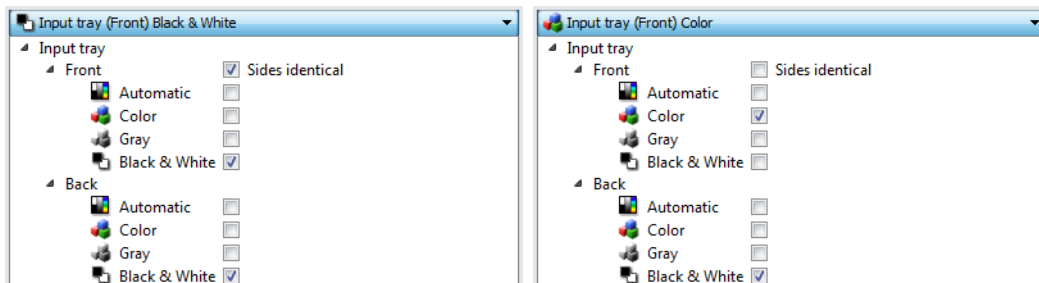 Input tray (Front) Black & White
Input tray
Front Sides identical
Automatic
Color
Gray
Black & White
Back
Automatic
Color
Gray
Black & White
Input tray (Front) Color
Input tray
Front Sides identical
Automatic
Color
Gray
Black & White
Back
Automatic
Color
Gray
Black & White